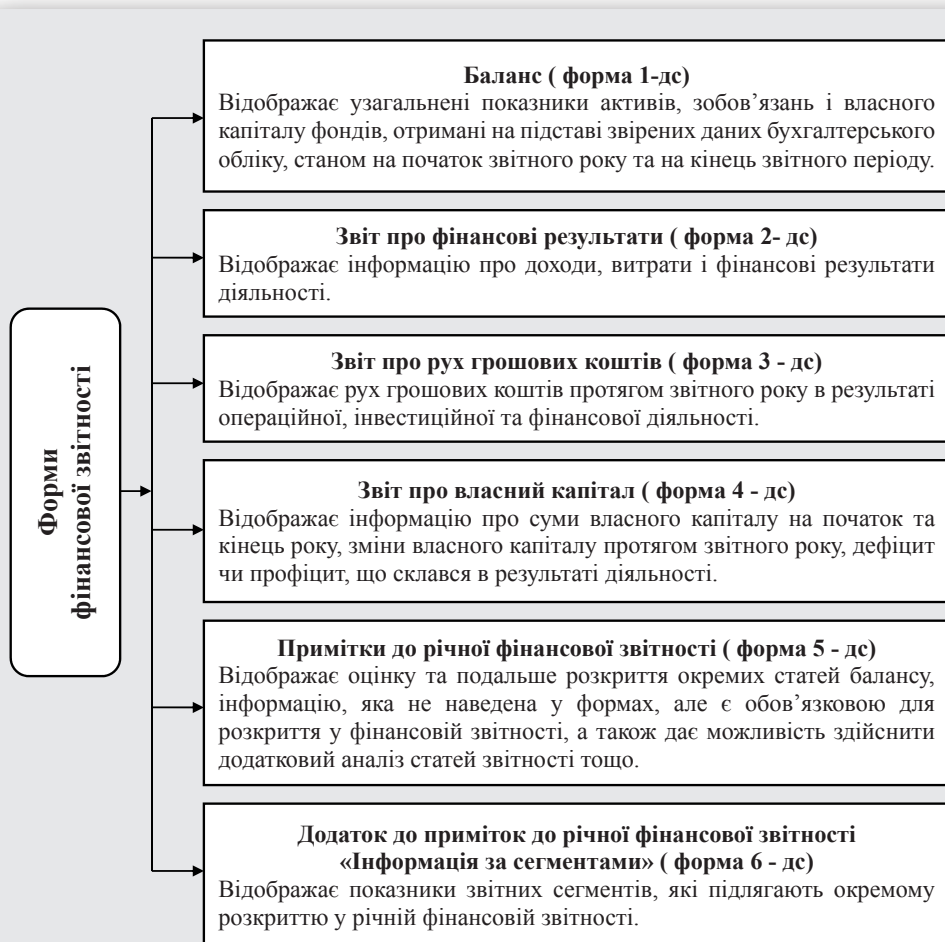 Форми
фінансової звітності
Баланс ( форма 1-дс)
Відображає узагальнені показники активів, зобов’язань і власного
капіталу фондів, отримані на підставі звірених даних бухгалтерського
обліку, станом на початок звітного року та на кінець звітного періоду.
Звіт про фінансові результати ( форма 2- дс)
Відображає інформацію про доходи, витрати і фінансові результати
діяльності.
Звіт про рух грошових коштів ( форма 3 - дс)
Відображає рух грошових коштів протягом звітного року в результаті
операційної, інвестиційної та фінансової діяльності.
Звіт про власний капітал ( форма 4 - дс)
Відображає інформацію про суми власного капіталу на початок та
кінець року, зміни власного капіталу протягом звітного року, дефіцит
чи профіцит, що склався в результаті діяльності.
Примітки до річної фінансової звітності ( форма 5 - дс)
Відображає оцінку та подальше розкриття окремих статей балансу,
інформацію, яка не наведена у формах, але є обов’язковою для
розкриття у фінансовій звітності, а також дає можливість здійснити
додатковий аналіз статей звітності тощо.
Додаток до приміток до річної фінансової звітності
«Інформація за сегментами» ( форма 6 - дс)
Відображає показники звітних сегментів, які підлягають окремому
розкриттю у річній фінансовій звітності.